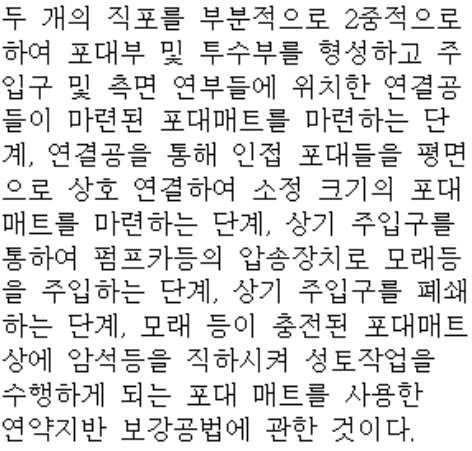 두 개의 직포를 부분적으로 2중적으로
하여 포대부 및 투수부를 형성하고 주
입구 및 측면 연부들에 위치한 연결공
들이 마련된 포대매트를 마련하는 단
계, 연결공을 통해 인접 포대들을 평면
으로 상호 연결하여 소정 크기의 포대
매트를 마련하는 단계, 상기 주입구를
통하여 펌프카등의 압송장치로 모래등
을 주입하는 단계, 상기 주입구를 폐쇄
하는 단계, 모래 등이 충전된 포대매트
상에 암석등을 직하시켜 성토작업을
수행하게 되는 포대 매트를 사용한
연약지반 보강공법에 관한 것이다.